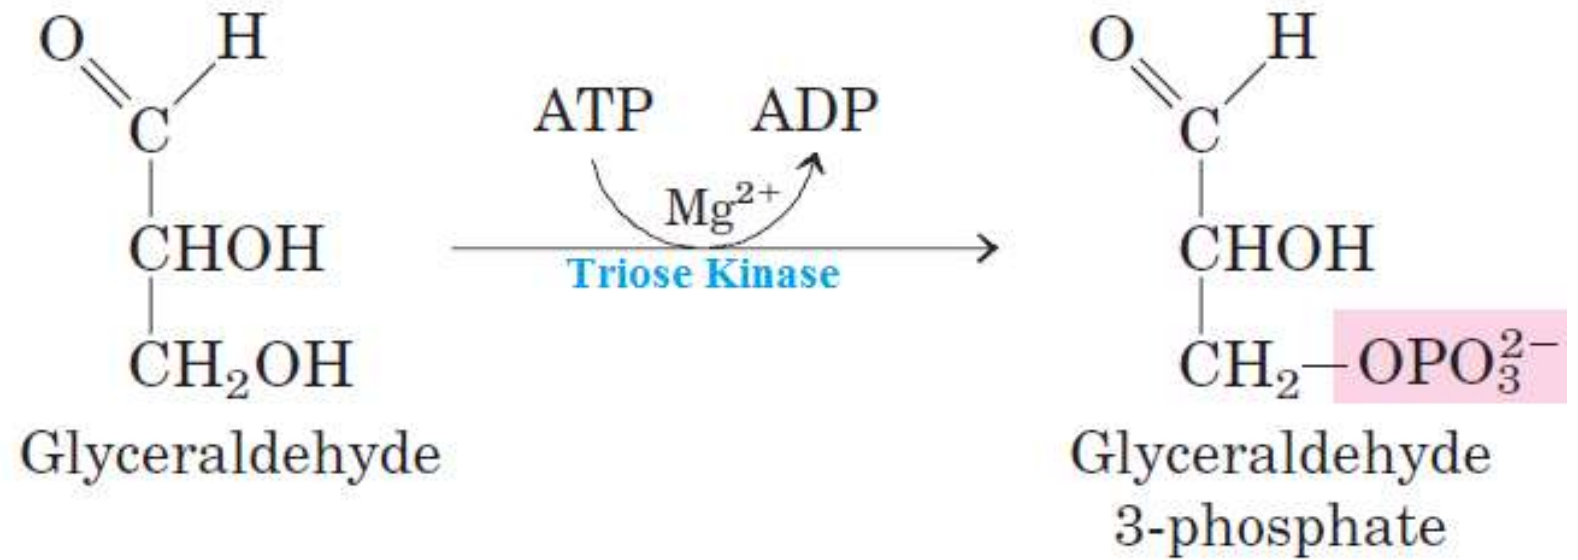 O H O H
ATP ADP
C C
Mg²⁺
CHOH CHOH
Triose Kinase
CH₂OH CH₂—OPO₃²⁻
Glyceraldehyde Glyceraldehyde
3-phosphate